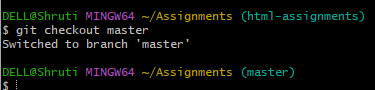 DELL@Shruti MINGW64 ~/Assignments (html-assignments)
$ git checkout master
Switched to branch 'master'
DELL@Shruti MINGW64 ~/Assignments (master)
$